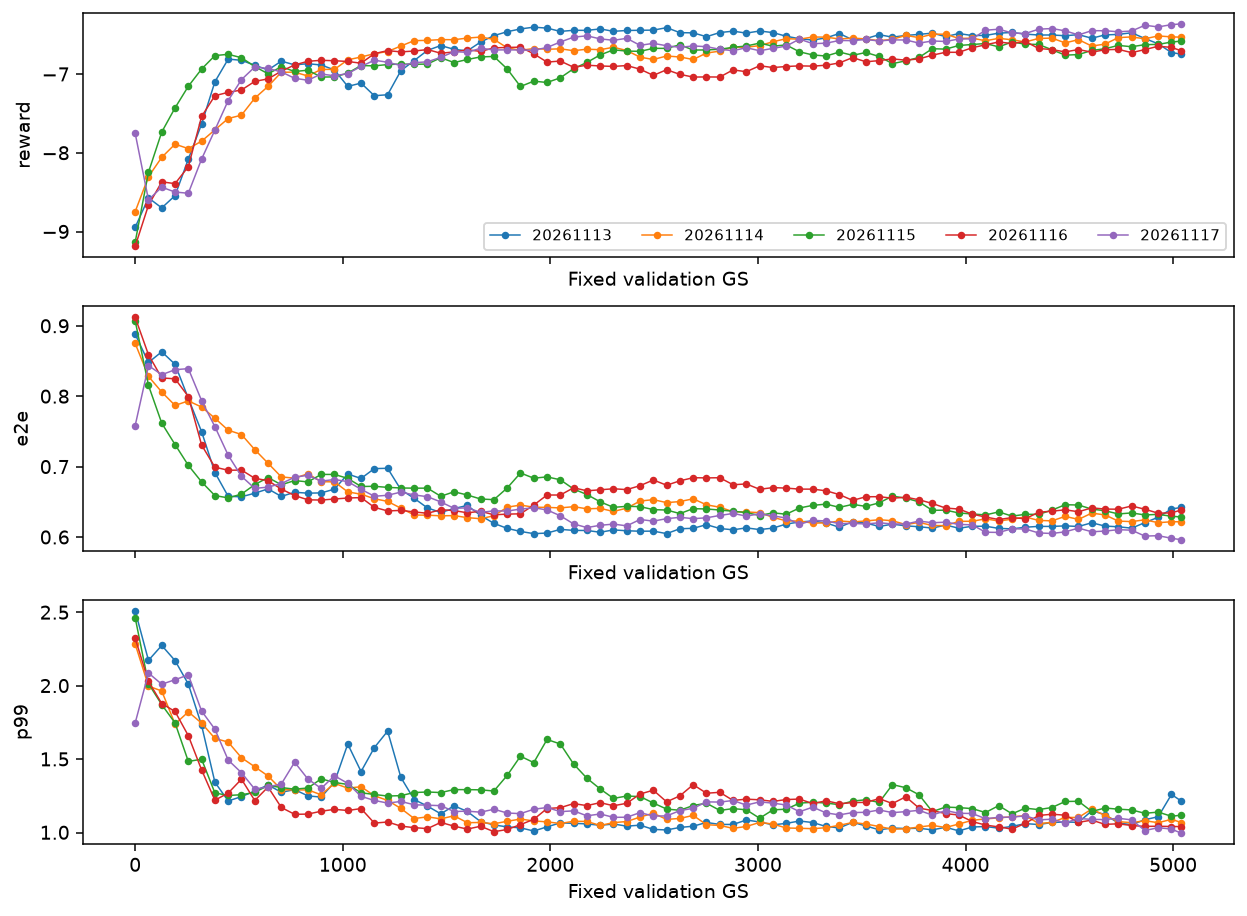 −7
−8
−9
reward
20261113 20261114 20261115 20261116 20261117
Fixed validation GS
0.9
0.8
0.7
0.6
e2e
Fixed validation GS
2.5
2.0
1.5
1.0
p99
0 1000 2000 3000 4000 5000
Fixed validation GS